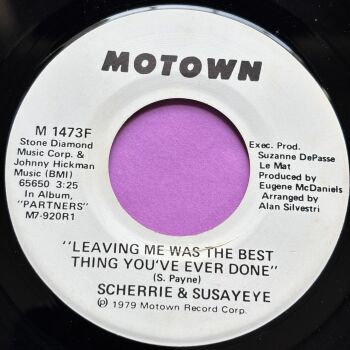 MOTOWN
M 1473F
Stone Diamond
Music Corp. &
Johnny Hickman
Music (BMI)
65650 3:25
In Album,
"PARTNERS"
M7-920R1
Exec. Prod.
Suzanne DePasse
Le Mat
Produced by
Eugene McDaniels
Arranged by
Alan Silvestri
"LEAVING ME WAS THE BEST
THING YOU'VE EVER DONE"
(S. Payne)
SCHERRIE & SUSAYEYE
℗ 1979 Motown Record Corp.